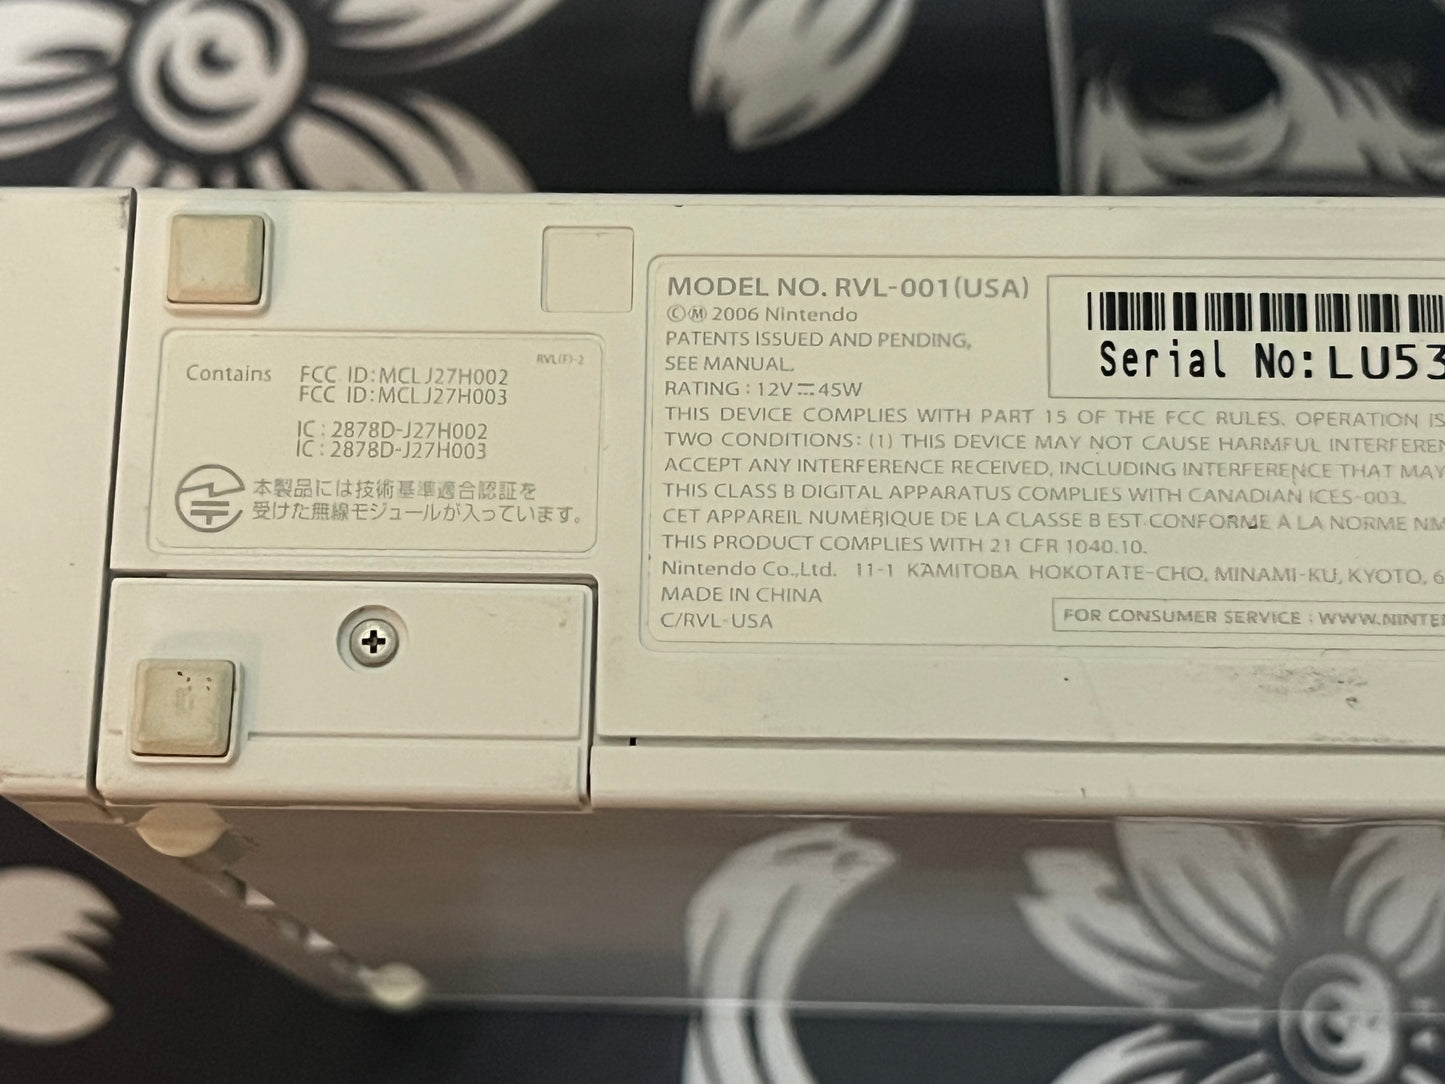 RVL(F)-2
Contains FCC ID:MCLJ27H002
FCC ID:MCLJ27H003
IC : 2878D-J27H002
IC : 2878D-J27H003
本製品には技術基準適合認証を
受けた無線モジュールが入っています。
MODEL NO. RVL-001(USA)
©Ⓜ 2006 Nintendo
PATENTS ISSUED AND PENDING,
SEE MANUAL.
RATING : 12V⎓45W
Serial No: LU53
THIS DEVICE COMPLIES WITH PART 15 OF THE FCC RULES. OPERATION IS
TWO CONDITIONS: (1) THIS DEVICE MAY NOT CAUSE HARMFUL INTERFEREN
ACCEPT ANY INTERFERENCE RECEIVED, INCLUDING INTERFERENCE THAT MAY
THIS CLASS B DIGITAL APPARATUS COMPLIES WITH CANADIAN ICES-003.
CET APPAREIL NUMÉRIQUE DE LA CLASSE B EST CONFORME À LA NORME NM
THIS PRODUCT COMPLIES WITH 21 CFR 1040.10.
Nintendo Co.,Ltd. 11-1 KAMITOBA HOKOTATE-CHO, MINAMI-KU, KYOTO, 6
MADE IN CHINA
C/RVL-USA
FOR CONSUMER SERVICE : WWW.NINTE